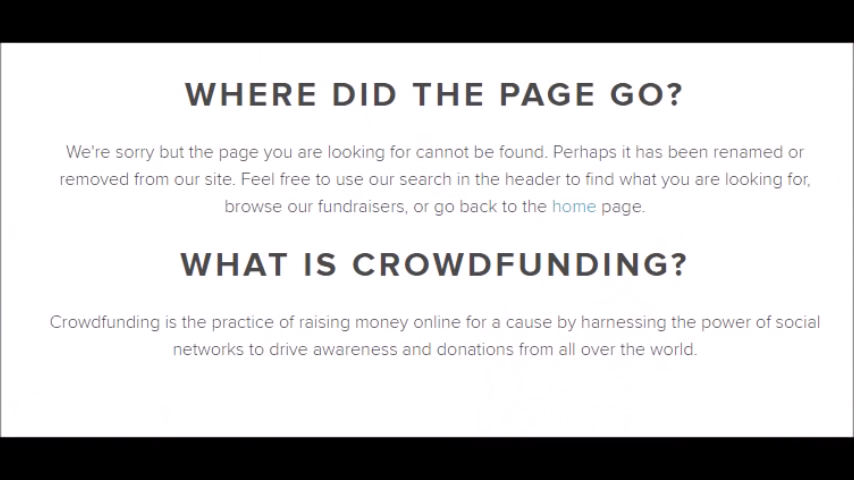 WHERE DID THE PAGE GO?
We're sorry but the page you are looking for cannot be found. Perhaps it has been renamed or
removed from our site. Feel free to use our search in the header to find what you are looking for,
browse our fundraisers, or go back to the home page.
WHAT IS CROWDFUNDING?
Crowdfunding is the practice of raising money online for a cause by harnessing the power of social
networks to drive awareness and donations from all over the world.